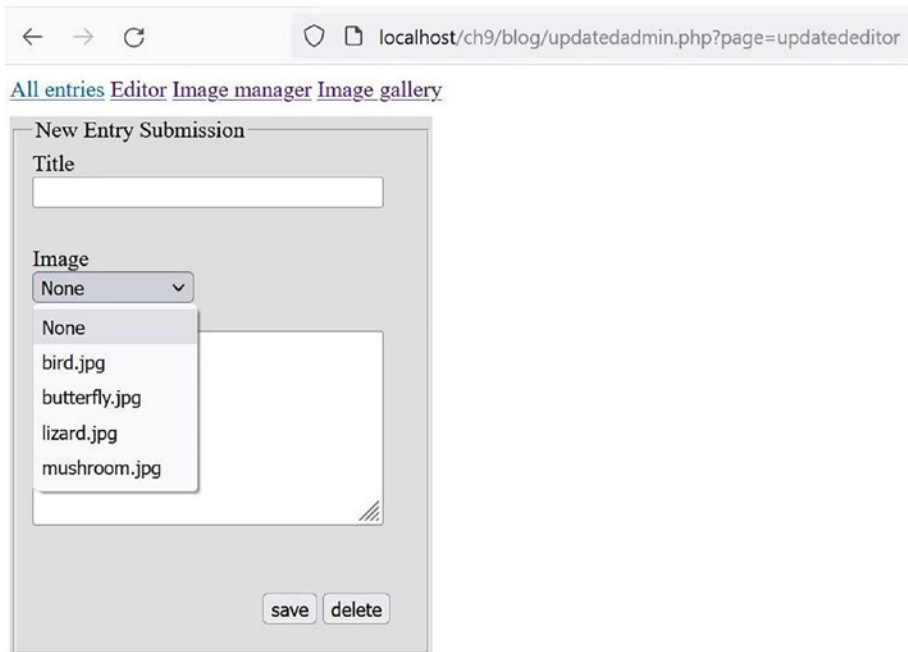 localhost/ch9/blog/updatedadmin.php?page=updatededitor
All entries Editor Image manager Image gallery
New Entry Submission
Title
Image
None
None
bird.jpg
butterfly.jpg
lizard.jpg
mushroom.jpg
save delete